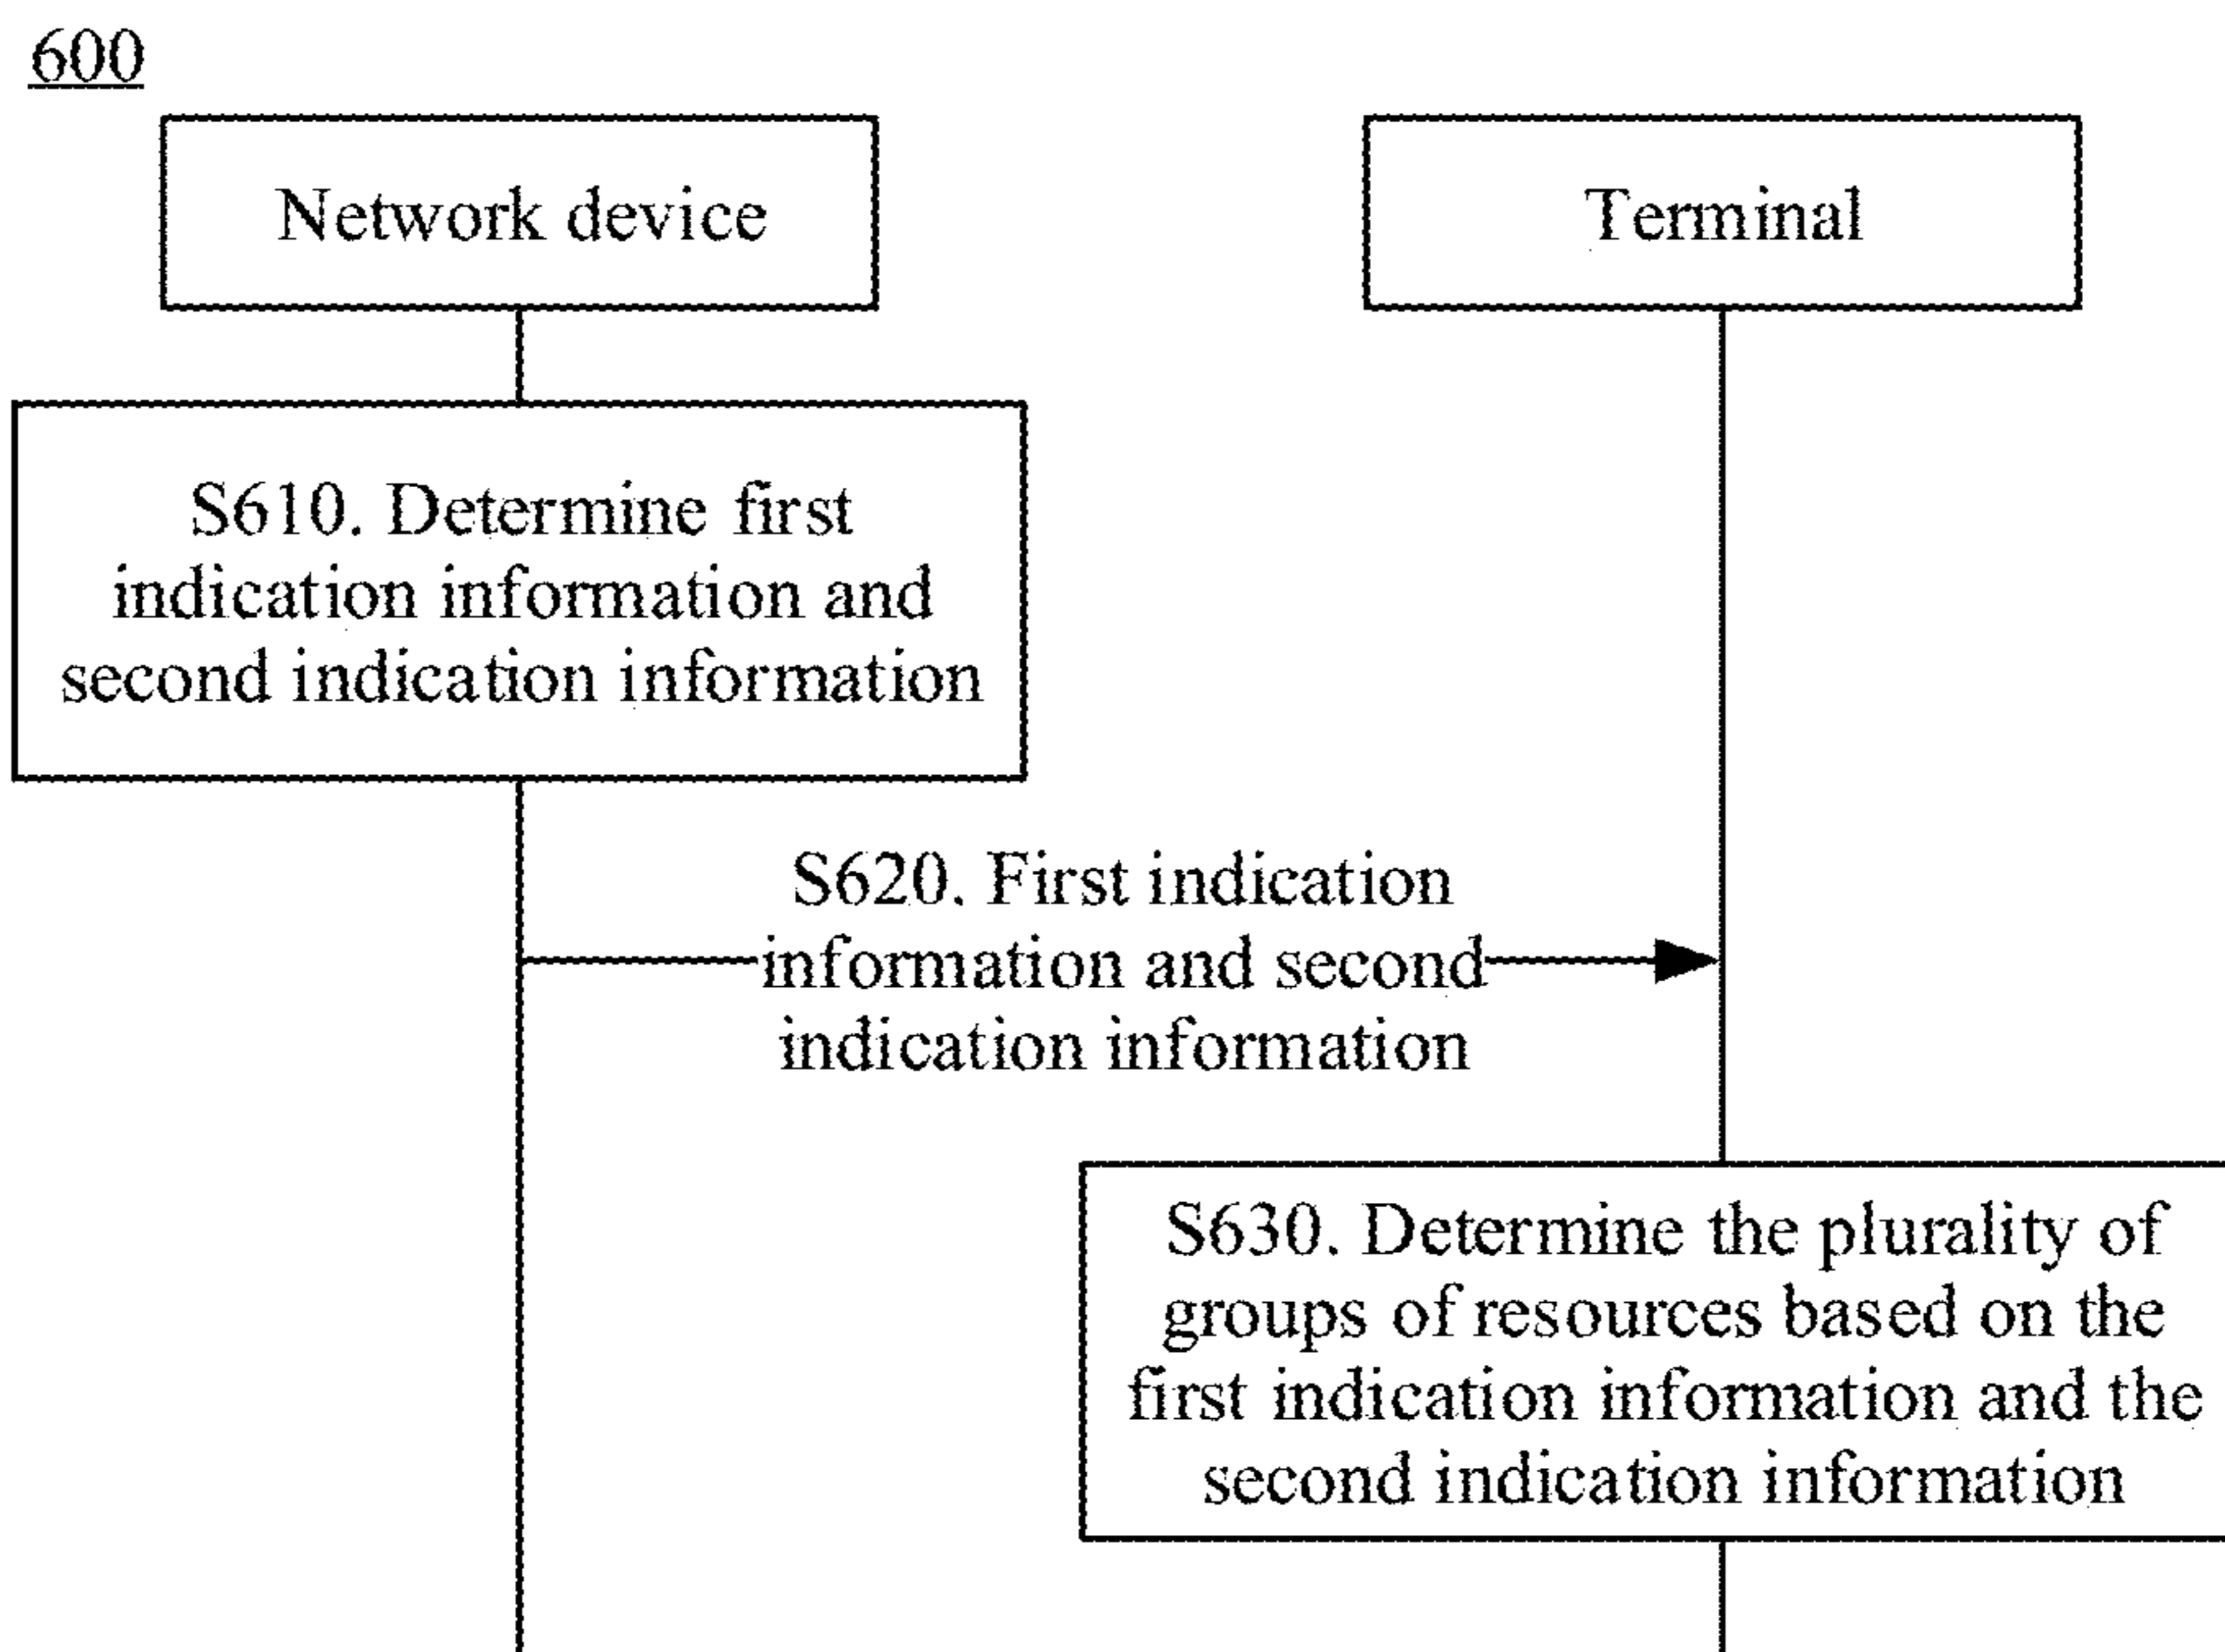 600
Network device
Terminal
S610. Determine first
indication information and
second indication information
S620. First indication
information and second
indication information
S630. Determine the plurality of
groups of resources based on the
first indication information and the
second indication information